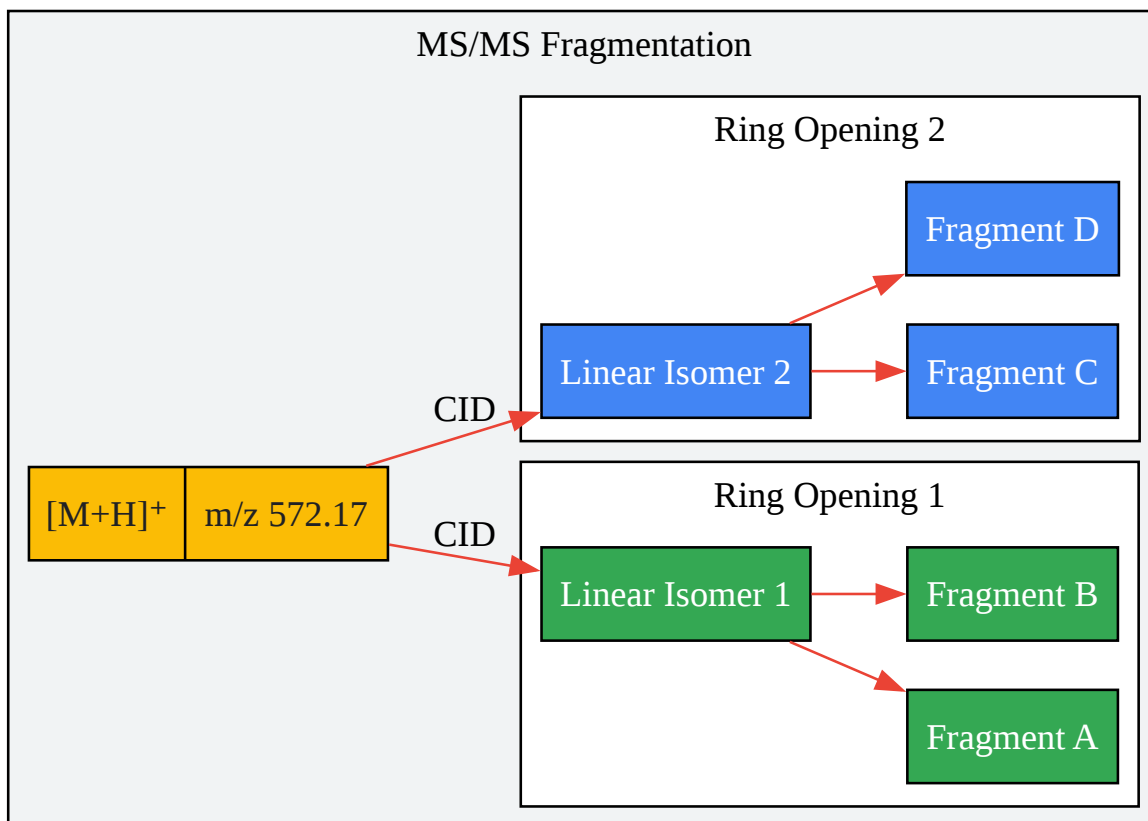 MS/MS Fragmentation
Ring Opening 2
Fragment D
Linear Isomer 2
Fragment C
CID
[M+H]⁺
m/z 572.17
CID
Ring Opening 1
Linear Isomer 1
Fragment B
Fragment A